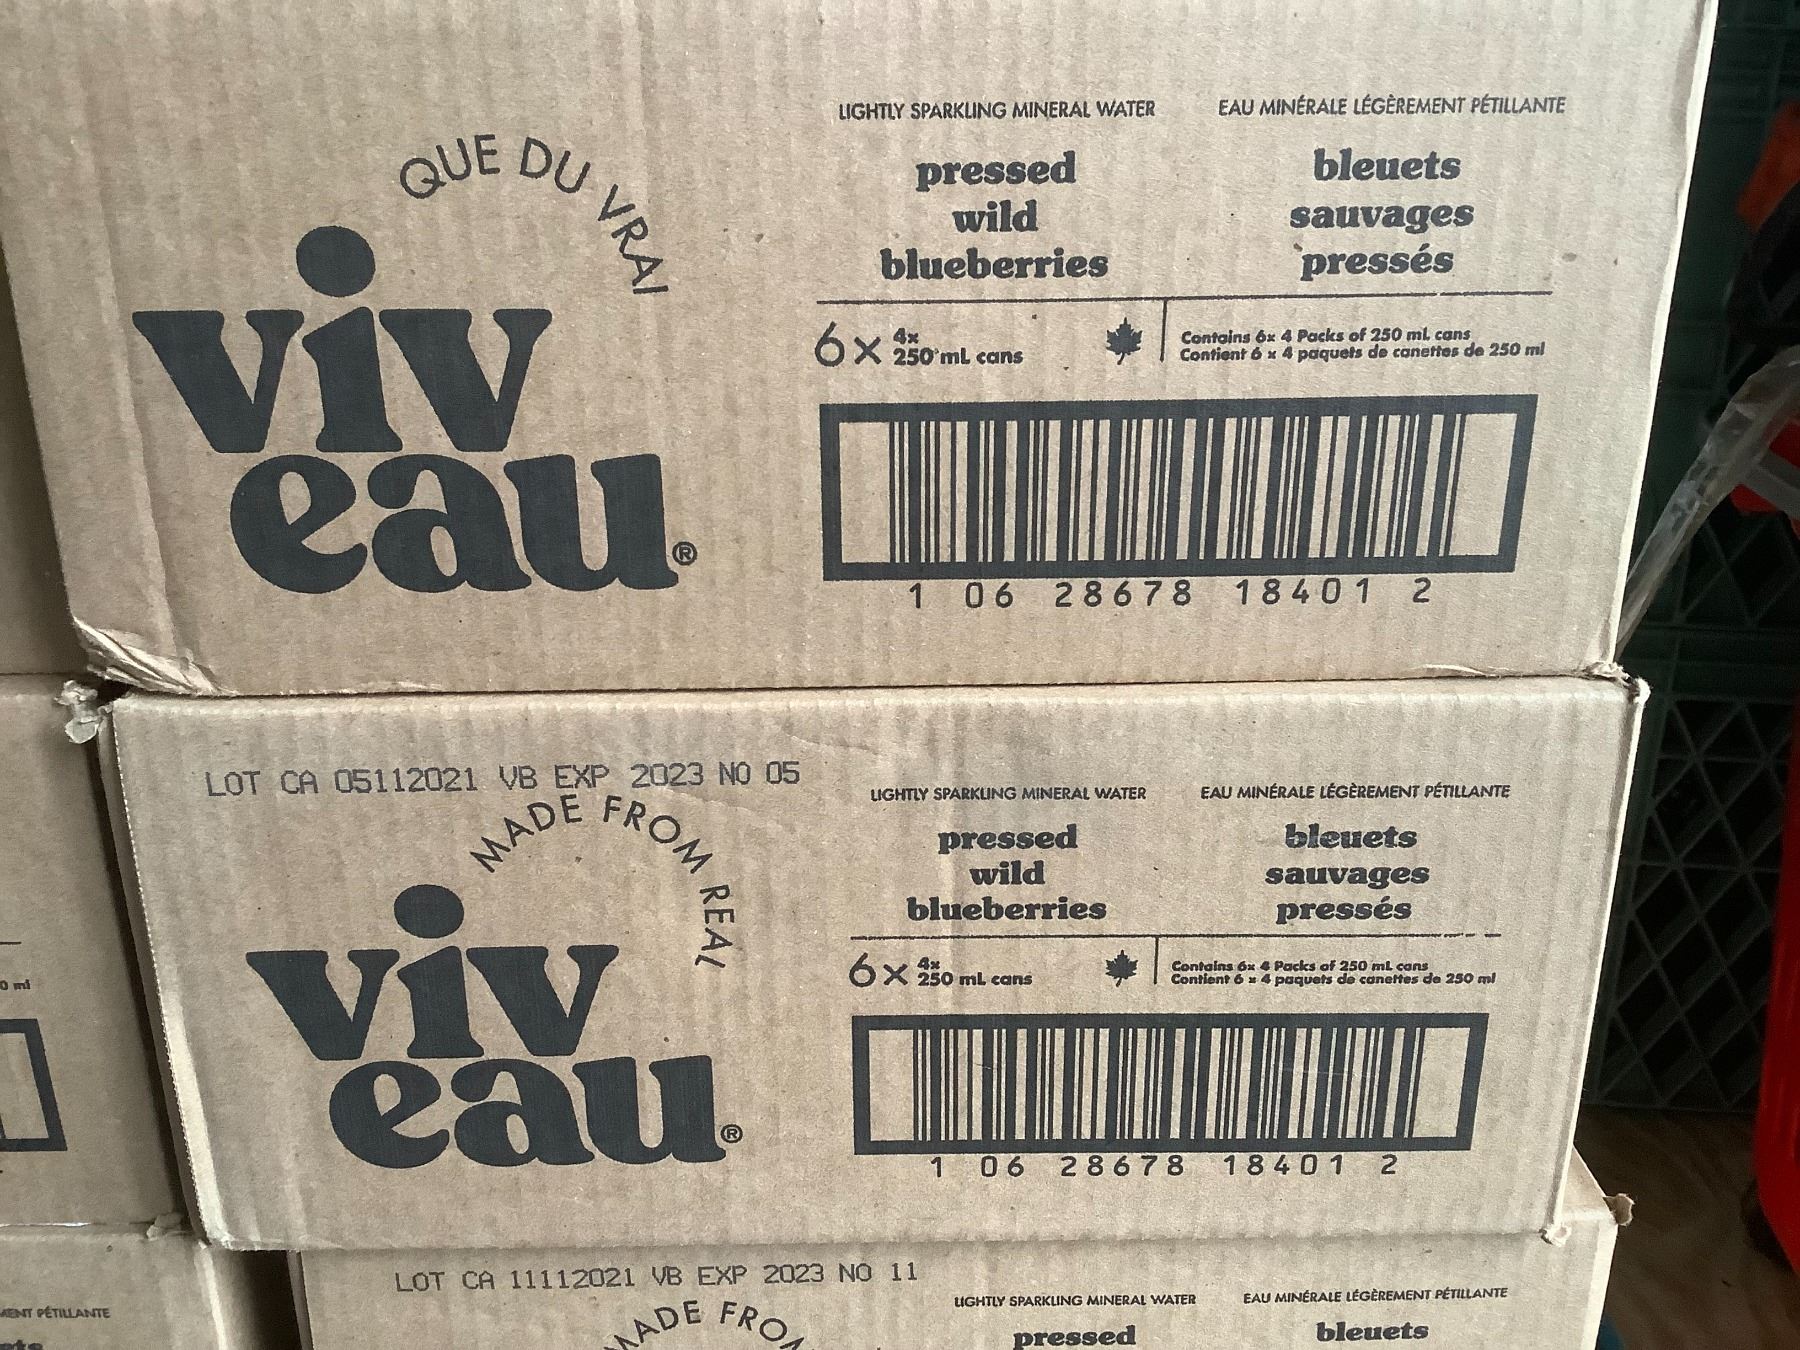 QUE DU VRAI
viv
eau®
LIGHTLY SPARKLING MINERAL WATER
pressed
wild
blueberries
EAU MINÉRALE LÉGÈREMENT PÉTILLANTE
bleuets
sauvages
pressés
6x 4x
250 mL cans
Contains 6x 4 Packs of 250 mL cans
Contient 6 x 4 paquets de canettes de 250 ml
1 06 28678 18401 2
LOT CA 05112021 VB EXP 2023 NO 05
MADE FROM REAL
viv
eau®
LIGHTLY SPARKLING MINERAL WATER
pressed
wild
blueberries
EAU MINÉRALE LÉGÈREMENT PÉTILLANTE
bleuets
sauvages
pressés
6x 4x
250 mL cans
Contains 6x 4 Packs of 250 mL cans
Contient 6 x 4 paquets de canettes de 250 ml
1 06 28678 18401 2
LOT CA 11112021 VB EXP 2023 NO 11
MADE FROM
LIGHTLY SPARKLING MINERAL WATER
pressed
EAU MINÉRALE LÉGÈREMENT PÉTILLANTE
bleuets
ml
PÉTILLANTE